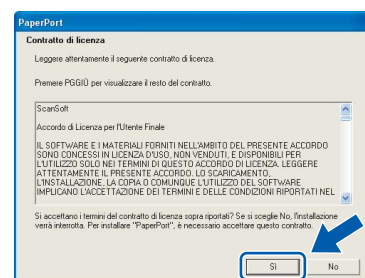 PaperPort
Contratto di licenza
Leggere attentamente il seguente contratto di licenza.
Premere PGGIÙ per visualizzare il resto del contratto.
ScanSoft
Accordo di Licenza per l'Utente Finale
IL SOFTWARE E I MATERIALI FORNITI NELL'AMBITO DEL PRESENTE ACCORDO
SONO CONCESSI IN LICENZA D'USO, NON VENDUTI, E DISPONIBILI PER
L'UTILIZZO SOLO NEI TERMINI DI QUESTO ACCORDO DI LICENZA. LEGGERE
ATTENTAMENTE IL PRESENTE ACCORDO. LO SCARICAMENTO,
L'INSTALLAZIONE, LA COPIA O COMUNQUE L'UTILIZZO DEL SOFTWARE
IMPLICANO L'ACCETTAZIONE DEI TERMINI E DELLE CONDIZIONI RIPORTATI NEL
Si accettano i termini del contratto di licenza sopra riportati? Se si sceglie No, l'installazione
verrà interrotta. Per installare "PaperPort", è necessario accettare questo contratto.
Sì No